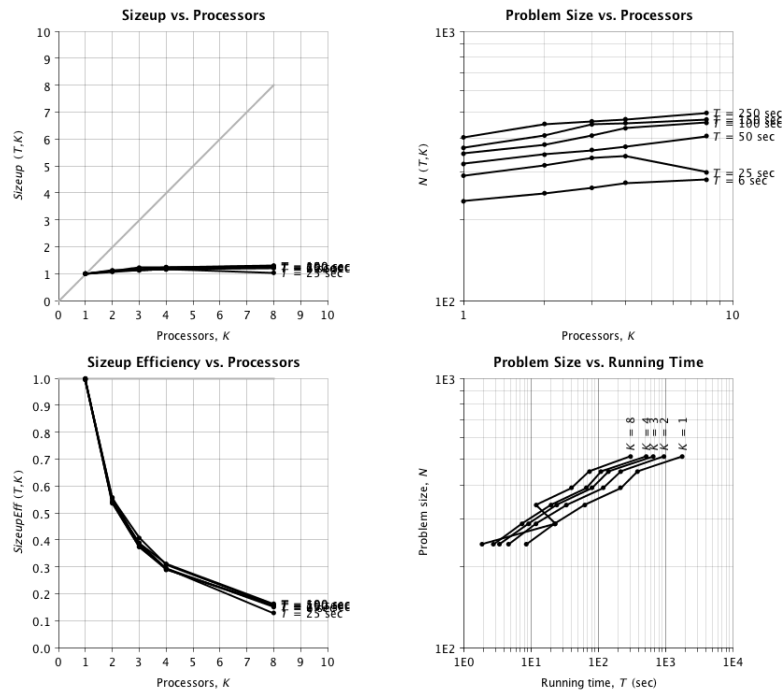 Sizeup vs. Processors
10
9
8
7
6
5
4
3
2
1
0
Sizeup (T,K)
T = 25 sec
0 1 2 3 4 5 6 7 8 9 10
Processors, K
Problem Size vs. Processors
1E3
1E2
N (T,K)
T = 250 sec
T = 100 sec
T = 50 sec
T = 25 sec
T = 6 sec
1 10
Processors, K
Sizeup Efficiency vs. Processors
1.0
0.9
0.8
0.7
0.6
0.5
0.4
0.3
0.2
0.1
0.0
SizeupEff (T,K)
T = 25 sec
0 1 2 3 4 5 6 7 8 9 10
Processors, K
Problem Size vs. Running Time
1E3
1E2
Problem size, N
K = 8
K = 4
K = 3
K = 2
K = 1
1E0 1E1 1E2 1E3 1E4
Running time, T (sec)